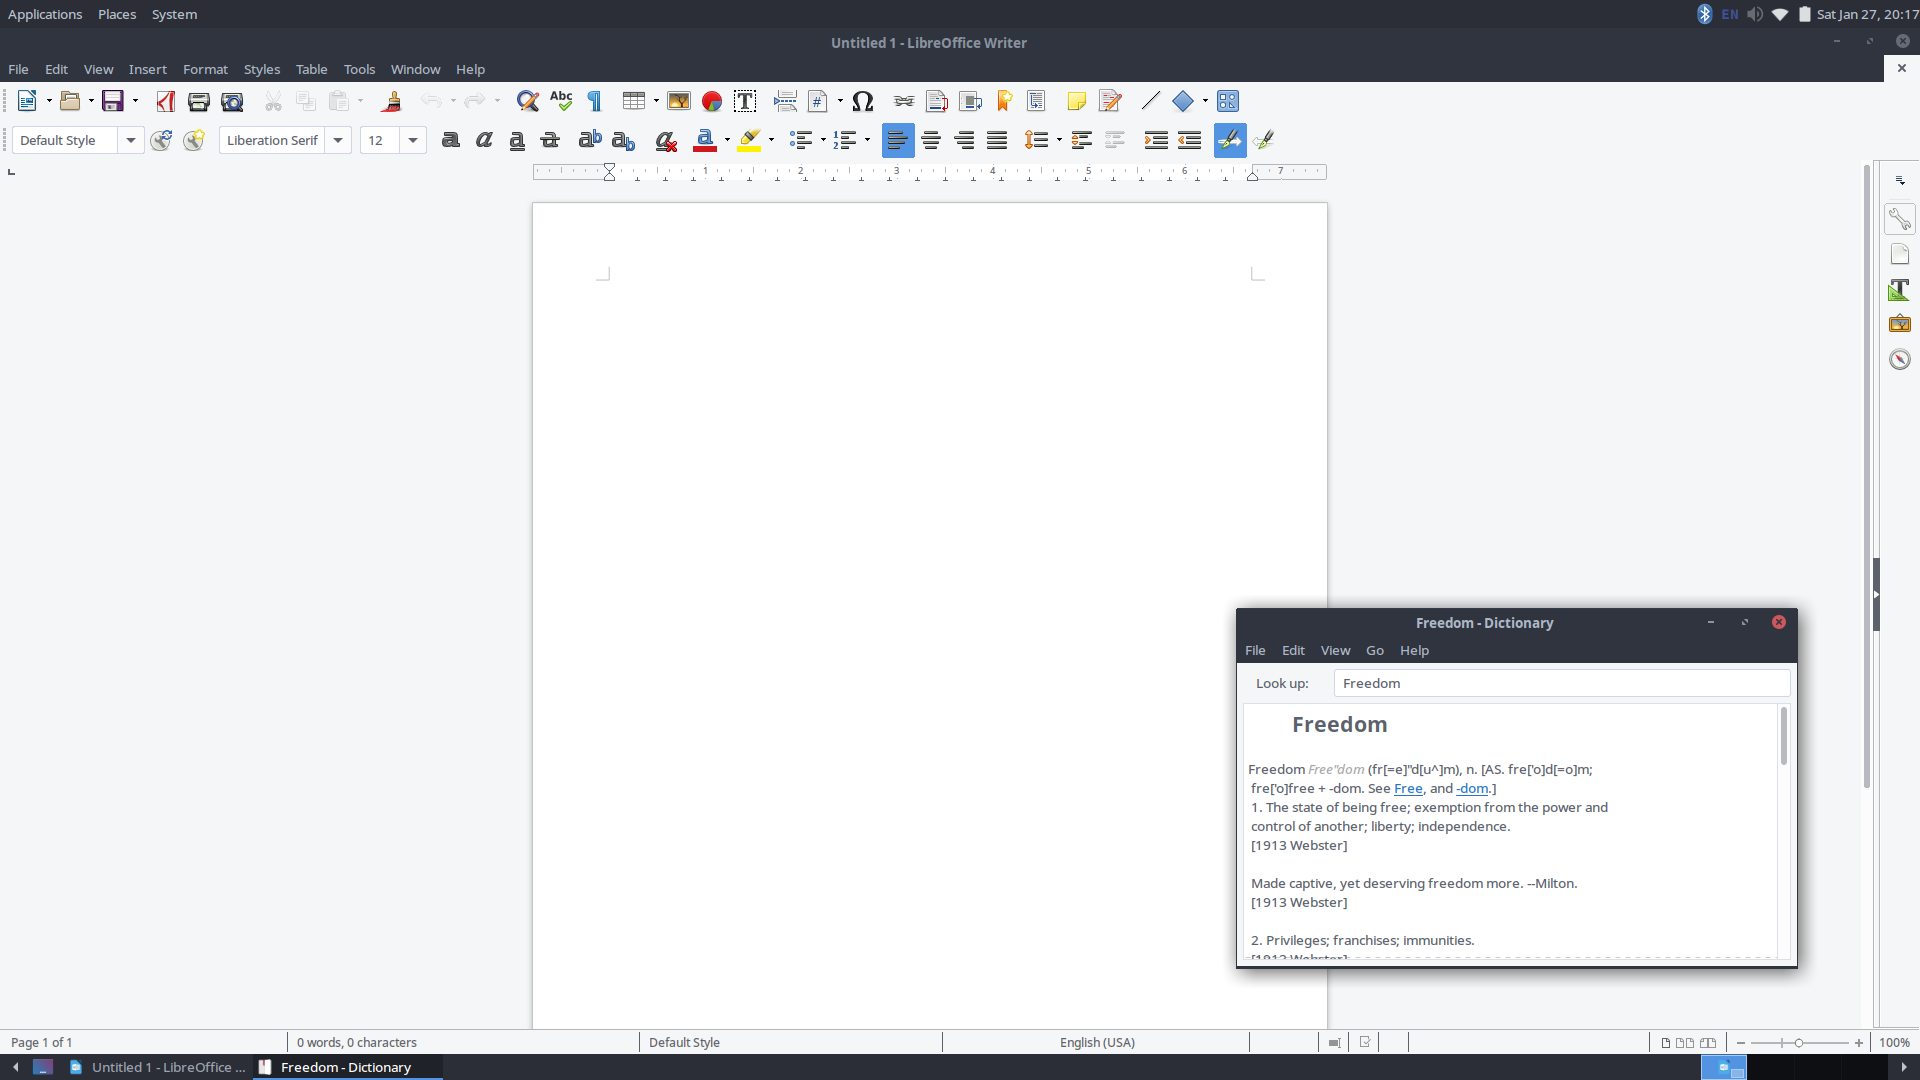 Applications Places System EN Sat Jan 27, 20:17
Untitled 1 - LibreOffice Writer
File Edit View Insert Format Styles Table Tools Window Help
Abc
Default Style Liberation Serif 12
1 2 3 4 5 6 7
Freedom - Dictionary
File Edit View Go Help
Look up: Freedom
Freedom
Freedom Free"dom (fr[=e]"d[u^]m), n. [AS. fre['o]d[=o]m;
fre['o]free + -dom. See Free, and -dom.]
1. The state of being free; exemption from the power and
control of another; liberty; independence.
[1913 Webster]
Made captive, yet deserving freedom more. --Milton.
[1913 Webster]
2. Privileges; franchises; immunities.
[1913 Webster]
Page 1 of 1 0 words, 0 characters Default Style English (USA) 100%
Untitled 1 - LibreOffice ... Freedom - Dictionary